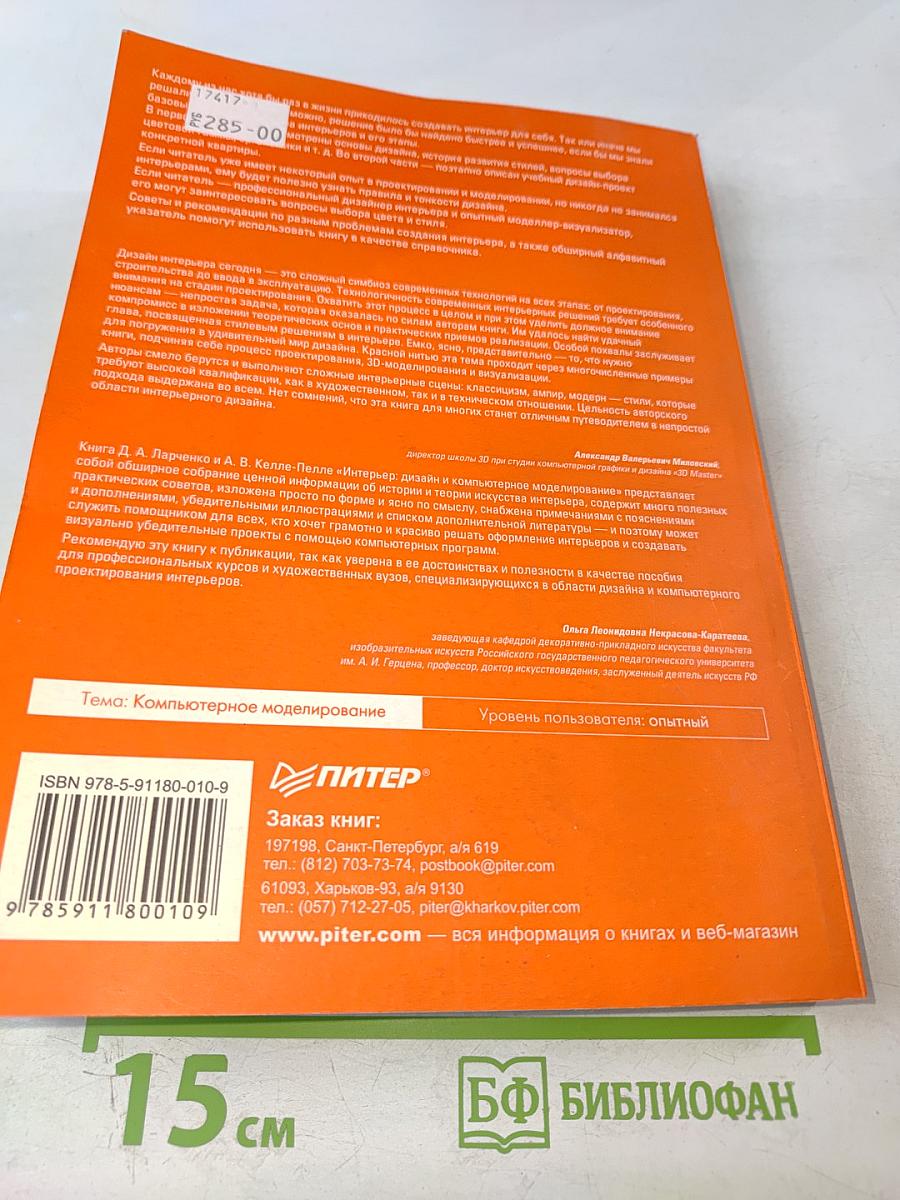 Каждому из нас хотя бы раз в жизни приходилось создавать интерьер для себя. Так или иначе мы
решали
можно, решение было бы найдено быстрее и успешнее, если бы мы знали
базовы
интерьеров и его этапы.
В перво
мотрены основы дизайна, история развития стилей, вопросы выбора
цветовой
и т. д. Во второй части — поэтапно описан учебный дизайн-проект
конкретной квартиры.
Если читатель уже имеет некоторый опыт в проектировании и моделировании, но никогда не занимался
интерьерами, ему будет полезно узнать правила и тонкости дизайна.
Если читатель — профессиональный дизайнер интерьера и опытный моделлер-визуализатор,
его могут заинтересовать вопросы выбора цвета и стиля.
Советы и рекомендации по разным проблемам создания интерьера, а также обширный алфавитный
указатель помогут использовать книгу в качестве справочника.
17417
РУБ 285-00
Дизайн интерьера сегодня — это сложный симбиоз современных технологий на всех этапах: от проектирования,
строительства до ввода в эксплуатацию. Технологичность современных интерьерных решений требует особенного
внимания на стадии проектирования. Охватить этот процесс в целом и при этом уделить должное внимание
нюансам — непростая задача, которая оказалась по силам авторам книги. Им удалось найти удачный
компромисс в изложении теоретических основ и практических приемов реализации. Особой похвалы заслуживает
глава, посвященная стилевым решениям в интерьере. Емко, ясно, представительно — то, что нужно
для погружения в удивительный мир дизайна. Красной нитью эта тема проходит через многочисленные примеры
книги, подчиняя себе процесс проектирования, 3D-моделирования и визуализации.
Авторы смело берутся и выполняют сложные интерьерные сцены: классицизм, ампир, модерн — стили, которые
требуют высокой квалификации, как в художественном, так и в техническом отношении. Цельность авторского
подхода выдержана во всем. Нет сомнений, что эта книга для многих станет отличным путеводителем в непростой
области интерьерного дизайна.
Александр Валерьевич Миловский,
директор школы 3D при студии компьютерной графики и дизайна «3D Master»
Книга Д. А. Ларченко и А. В. Келле-Пелле «Интерьер: дизайн и компьютерное моделирование» представляет
собой обширное собрание ценной информации об истории и теории искусства интерьера, содержит много полезных
практических советов, изложена просто по форме и ясно по смыслу, снабжена примечаниями с пояснениями
и дополнениями, убедительными иллюстрациями и списком дополнительной литературы — и поэтому может
служить помощником для всех, кто хочет грамотно и красиво решать оформление интерьеров и создавать
визуально убедительные проекты с помощью компьютерных программ.
Рекомендую эту книгу к публикации, так как уверена в ее достоинствах и полезности в качестве пособия
для профессиональных курсов и художественных вузов, специализирующихся в области дизайна и компьютерного
проектирования интерьеров.
Ольга Леонидовна Некрасова-Каратеева,
заведующая кафедрой декоративно-прикладного искусства факультета
изобразительных искусств Российского государственного педагогического университета
им. А. И. Герцена, профессор, доктор искусствоведения, заслуженный деятель искусств РФ
Тема: Компьютерное моделирование
Уровень пользователя: опытный
ISBN 978-5-91180-010-9
9 785911 800109
ПИТЕР®
Заказ книг:
197198, Санкт-Петербург, а/я 619
тел.: (812) 703-73-74, postbook@piter.com
61093, Харьков-93, а/я 9130
тел.: (057) 712-27-05, piter@kharkov.piter.com
www.piter.com — вся информация о книгах и веб-магазин
15 см
БФ БИБЛИОФАН